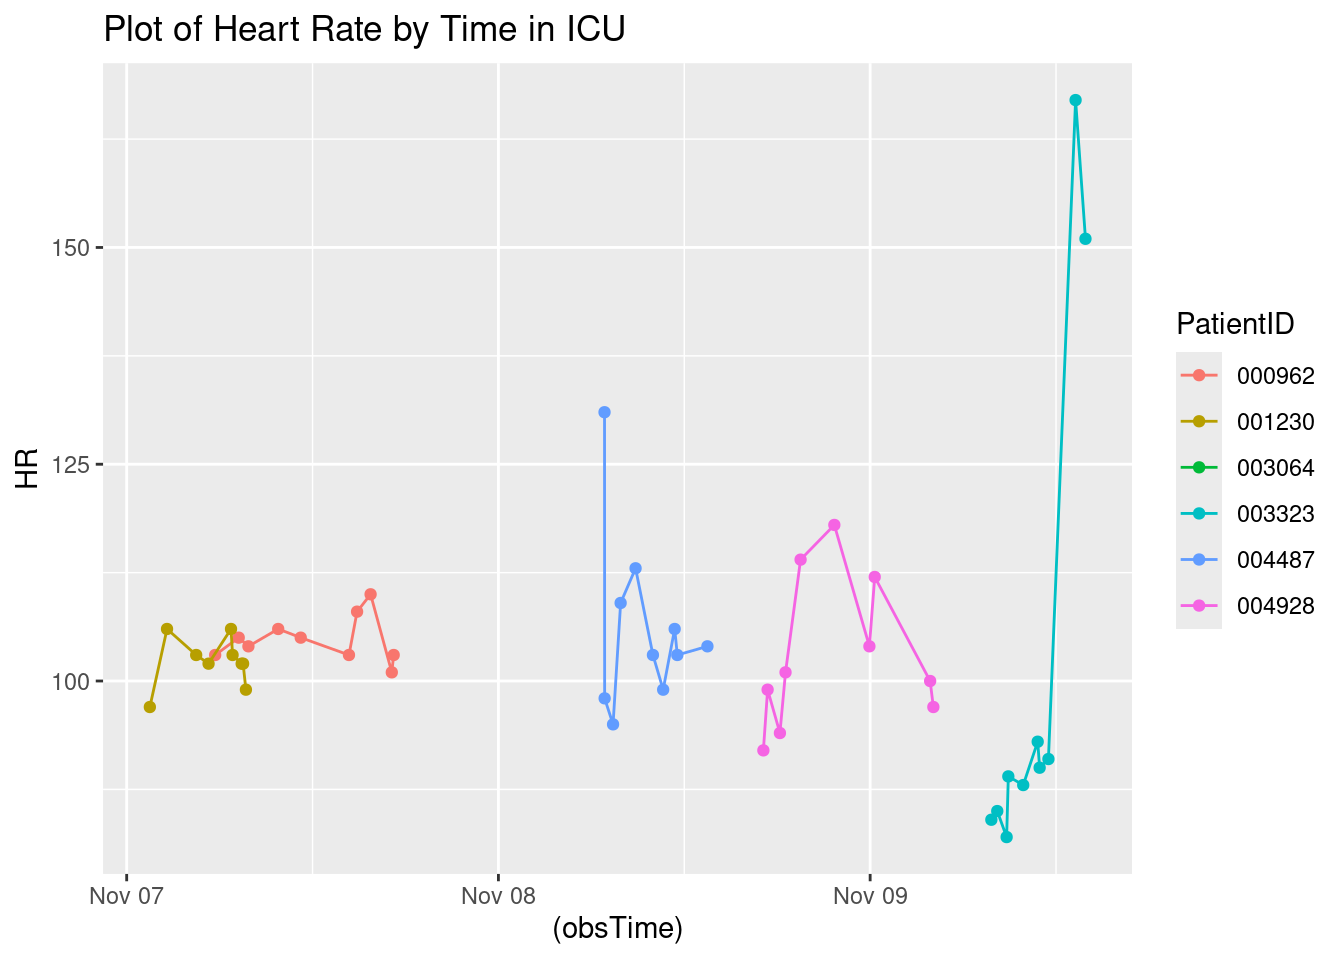 Plot of Heart Rate by Time in ICU
HR
150
125
100
Nov 07
Nov 08
Nov 09
(obsTime)
PatientID
000962
001230
003064
003323
004487
004928